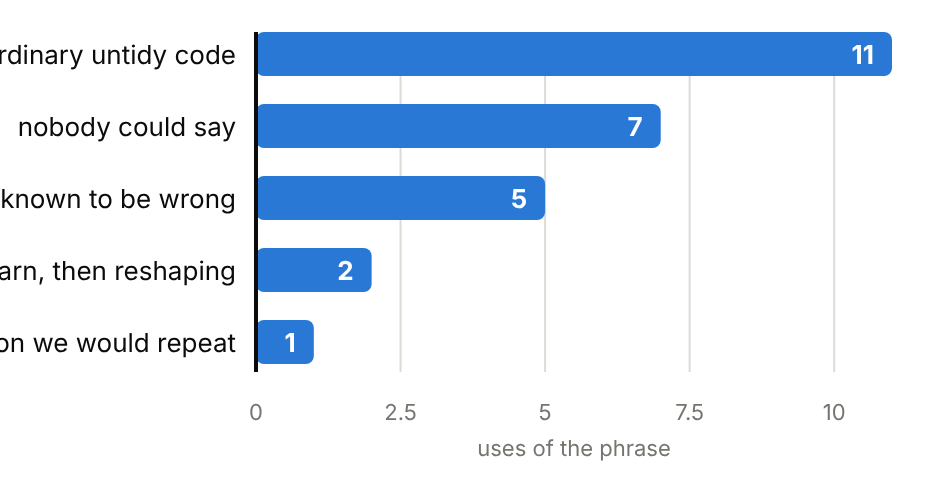 rdinary untidy code 11
nobody could say 7
known to be wrong 5
arn, then reshaping 2
on we would repeat 1
0 2.5 5 7.5 10
uses of the phrase